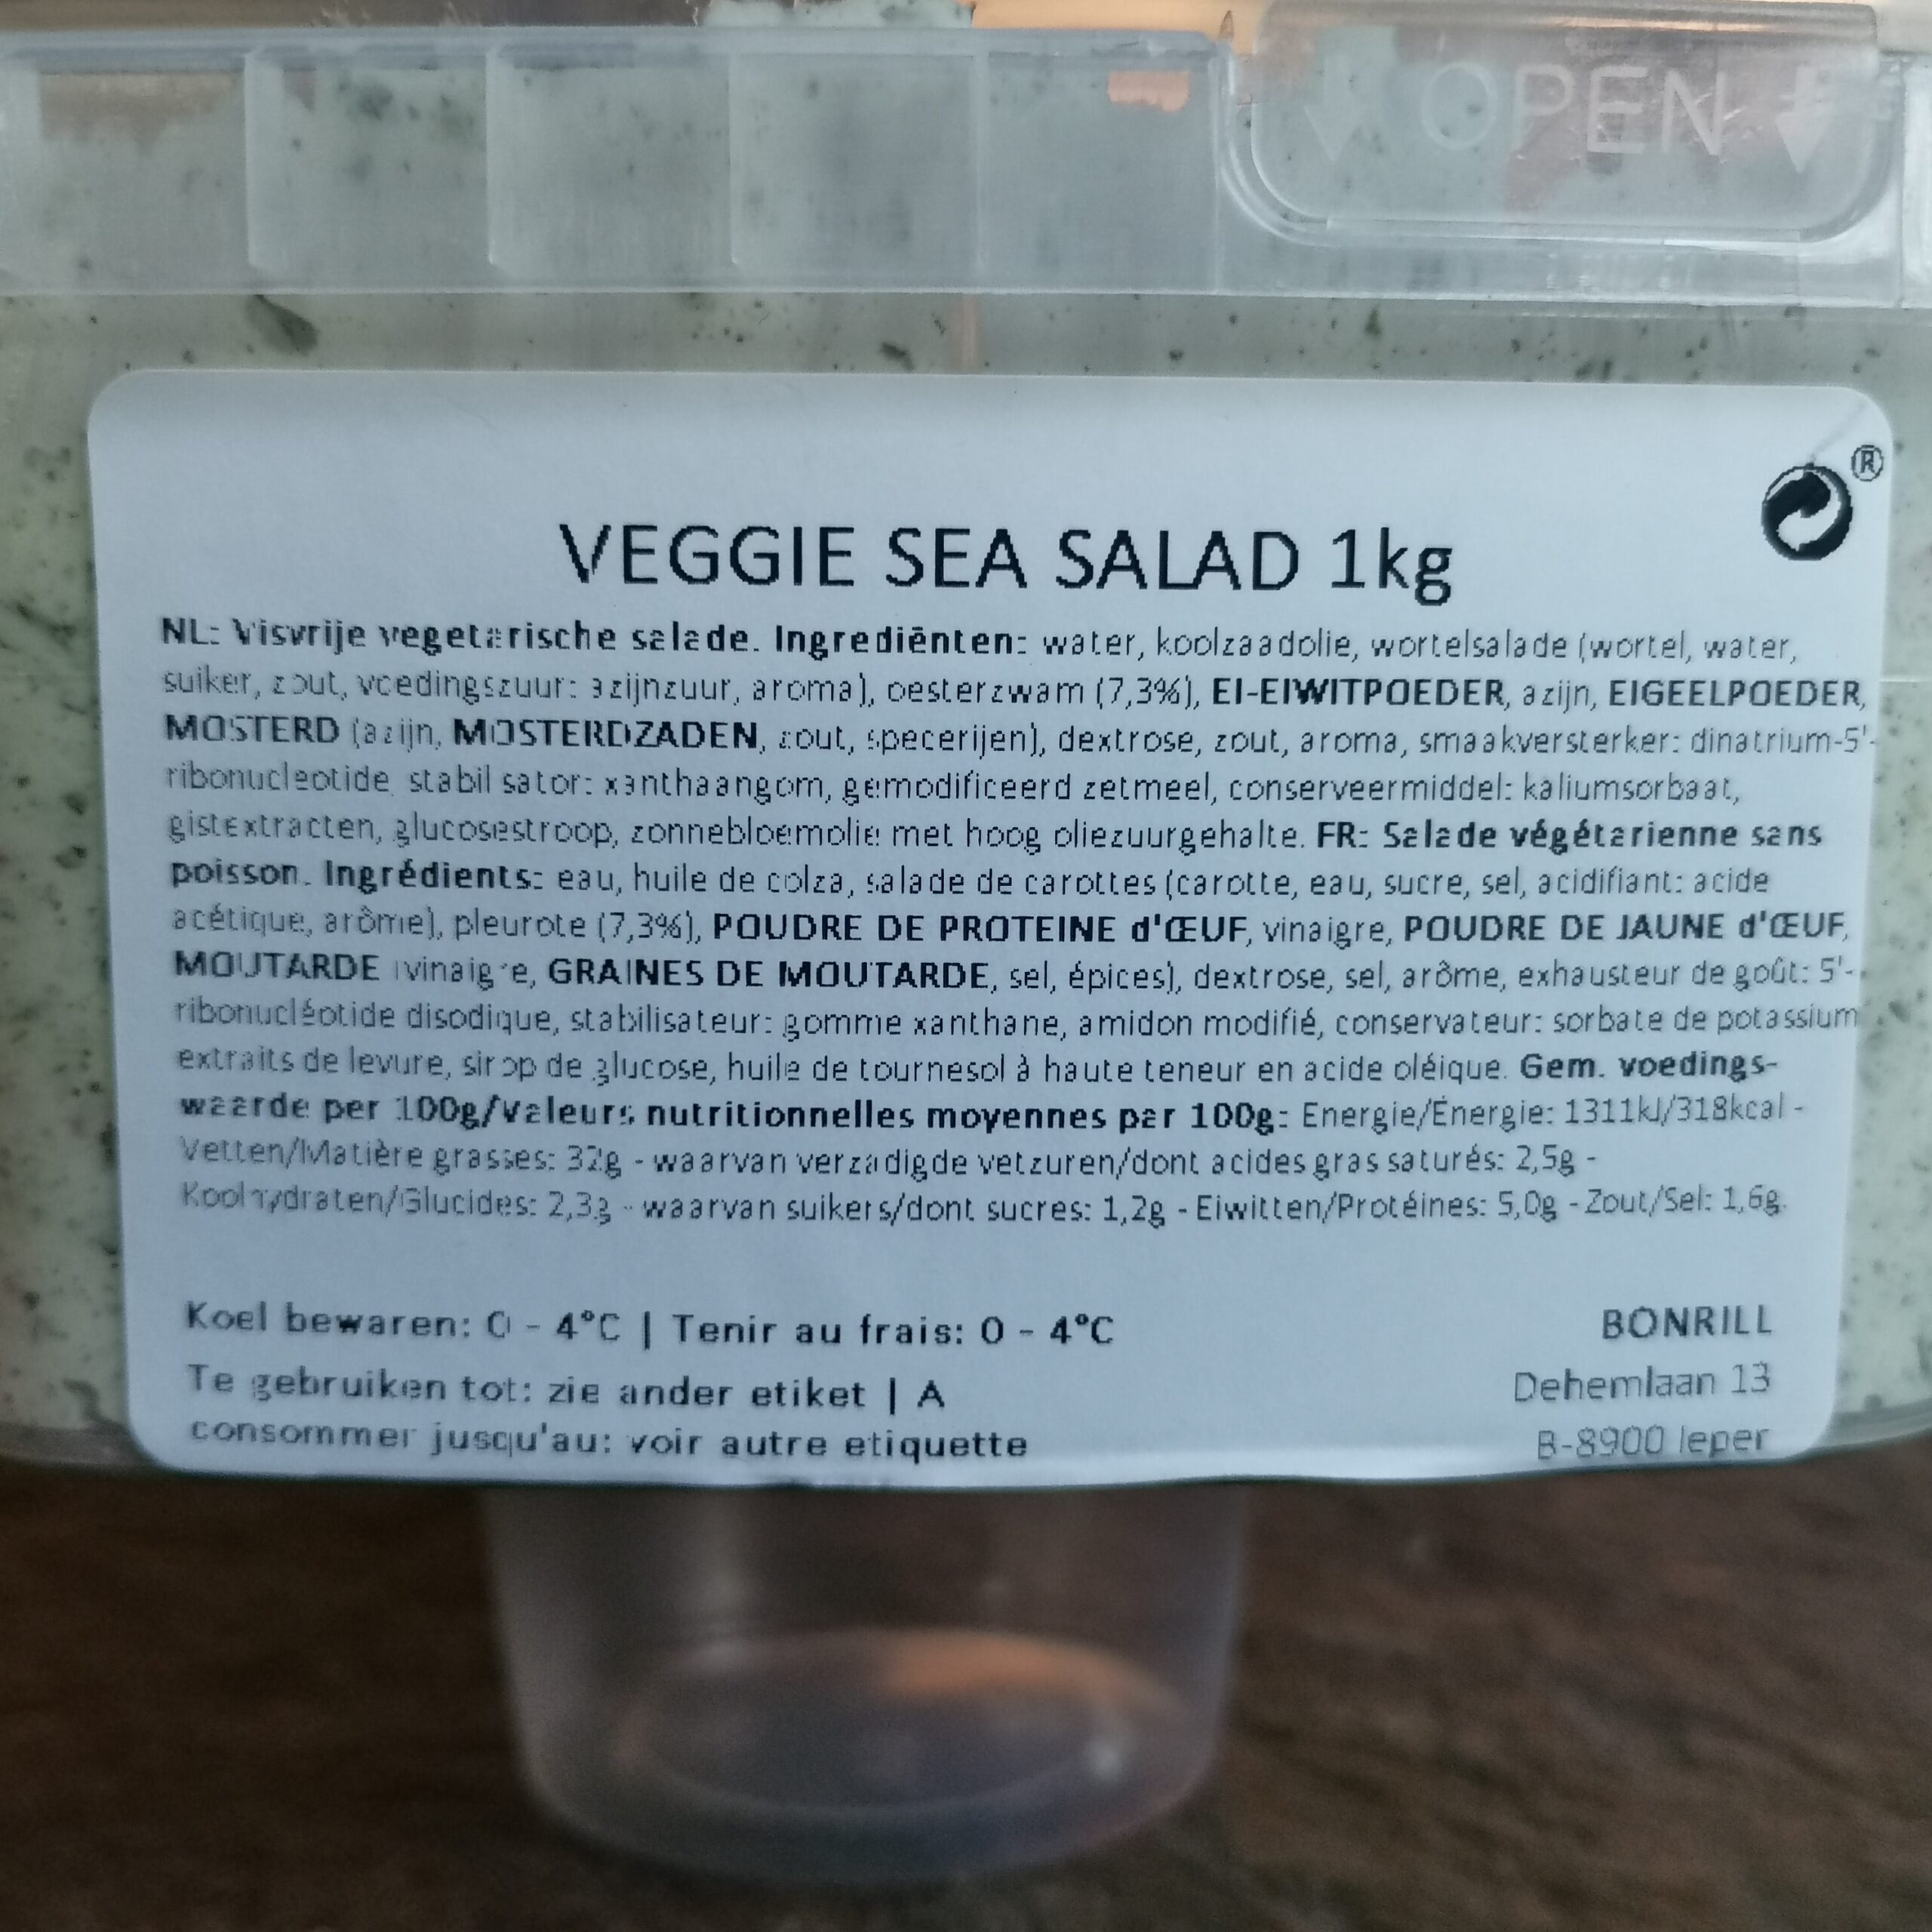 OPEN
®
VEGGIE SEA SALAD 1kg
NL: Visvrije vegetarische salade. Ingrediënten: water, koolzaadolie, wortelsalade (wortel, water,
suiker, zout, voedingszuur: azijnzuur, aroma), oesterzwam (7,3%), EI-EIWITPOEDER, azijn, EIGEELPOEDER,
MOSTERD (azijn, MOSTERDZADEN, zout, specerijen), dextrose, zout, aroma, smaakversterker: dinatrium-5'-
ribonucleotide, stabilisator: xanthaangom, gemodificeerd zetmeel, conserveermiddel: kaliumsorbaat,
gistextracten, glucosestroop, zonnebloemolie met hoog oliezuurgehalte. FR: Salade végétarienne sans
poisson. Ingrédients: eau, huile de colza, salade de carottes (carotte, eau, sucre, sel, acidifiant: acide
acétique, arôme), pleurote (7,3%), POUDRE DE PROTEINE d'ŒUF, vinaigre, POUDRE DE JAUNE d'ŒUF,
MOUTARDE (vinaigre, GRAINES DE MOUTARDE, sel, épices), dextrose, sel, arôme, exhausteur de goût: 5'-
ribonucléotide disodique, stabilisateur: gomme xanthane, amidon modifié, conservateur: sorbate de potassium
extraits de levure, sirop de glucose, huile de tournesol à haute teneur en acide oléique. Gem. voedings-
waarde per 100g/Valeurs nutritionnelles moyennes par 100g: Energie/Énergie: 1311kJ/318kcal -
Vetten/Matière grasses: 32g - waarvan verzadigde vetzuren/dont acides gras saturés: 2,5g -
Koolhydraten/Glucides: 2,3g - waarvan suikers/dont sucres: 1,2g - Eiwitten/Protéines: 5,0g - Zout/Sel: 1,6g.
Koel bewaren: 0 - 4°C | Tenir au frais: 0 - 4°C
Te gebruiken tot: zie ander etiket | A
consommer jusqu'au: voir autre etiquette
BONRILL
Dehemlaan 13
B-8900 Ieper